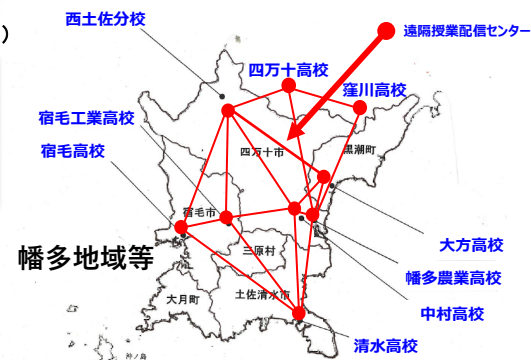 )
西土佐分校
遠隔授業配信センター
四万十高校
窪川高校
宿毛工業高校
宿毛高校
黒潮町
四万十市
宿毛市
三原村
大方高校
幡多地域等
幡多農業高校
大月町
土佐清水市
中村高校
清水高校
沖ノ島